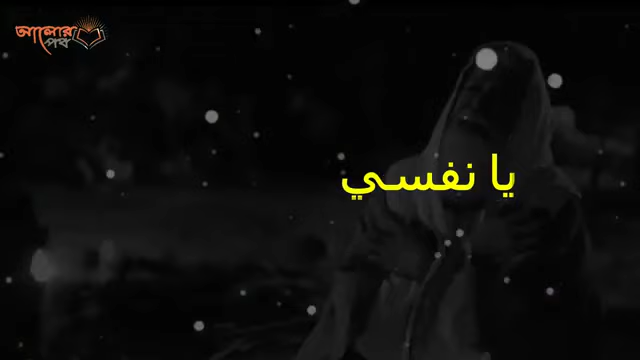 আলোর
পথ
يا نفسي